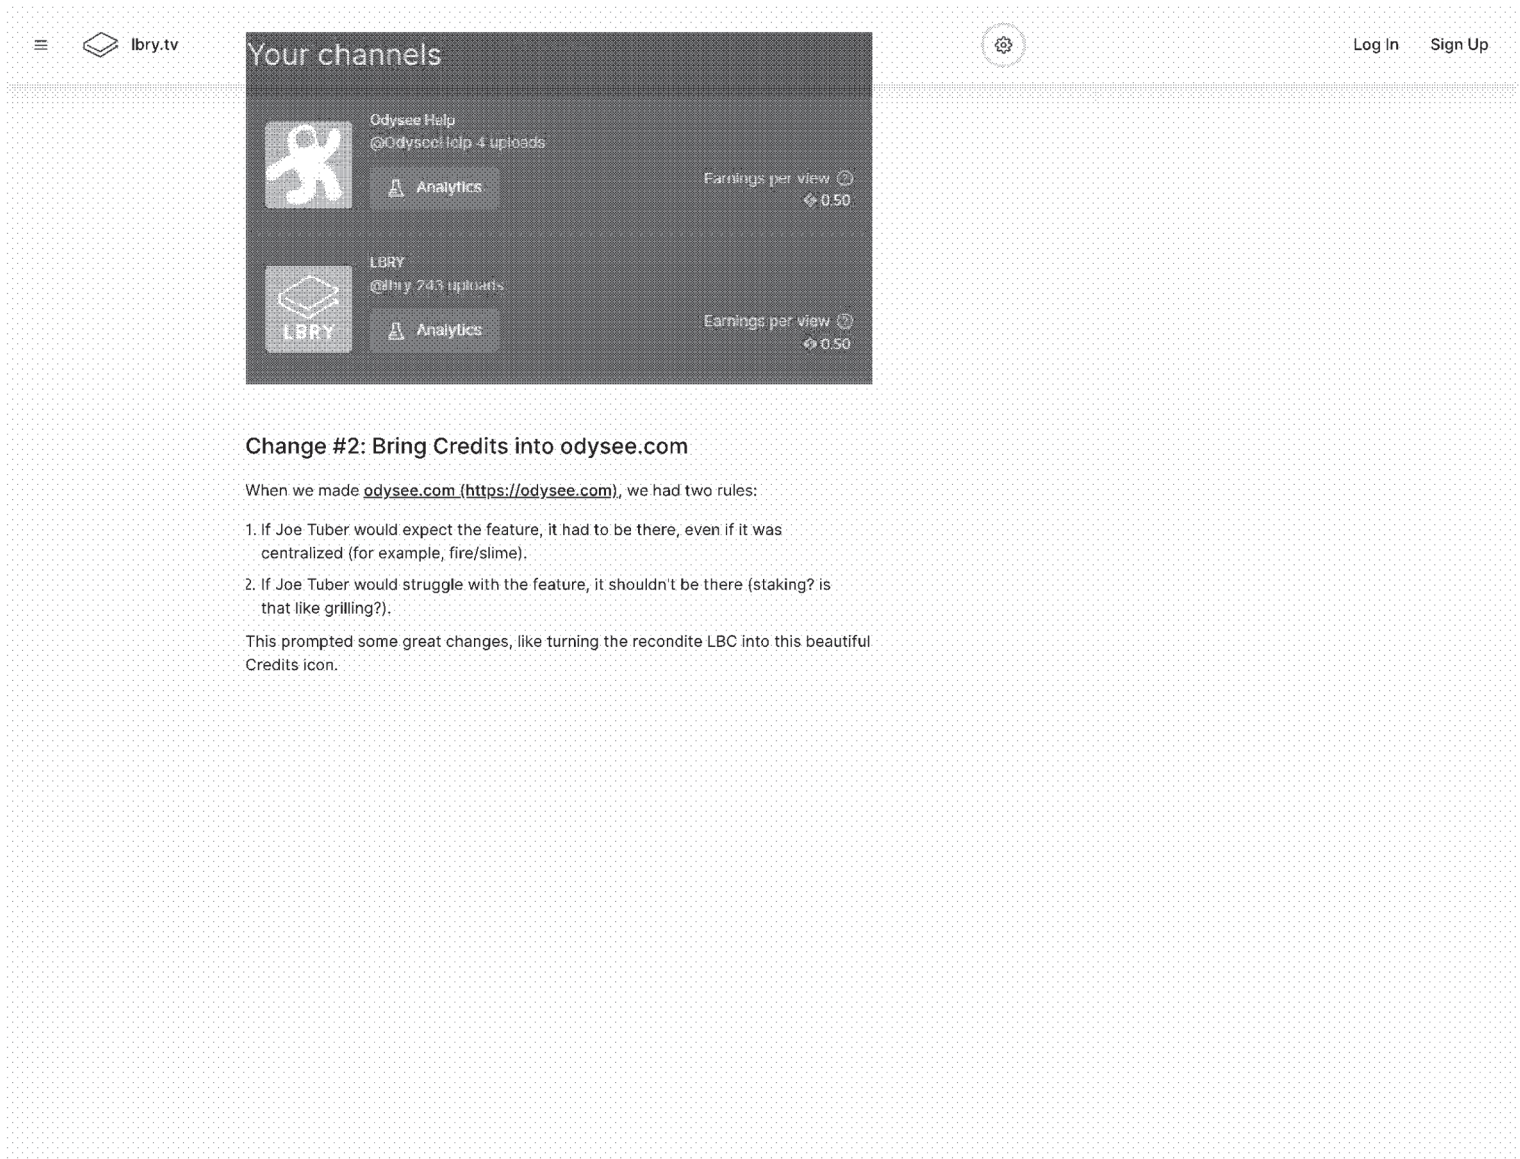 lbry.tv
Log In
Sign Up
Your channels
Odysee Help
@OdyseeHelp 4 uploads
Analytics
Earnings per view
0.50
LBRY
LBRY
@lbry 243 uploads
Analytics
Earnings per view
0.50
Change #2: Bring Credits into odysee.com
When we made odysee.com (https://odysee.com), we had two rules:
1. If Joe Tuber would expect the feature, it had to be there, even if it was
centralized (for example, fire/slime).
2. If Joe Tuber would struggle with the feature, it shouldn't be there (staking? is
that like grilling?).
This prompted some great changes, like turning the recondite LBC into this beautiful
Credits icon.